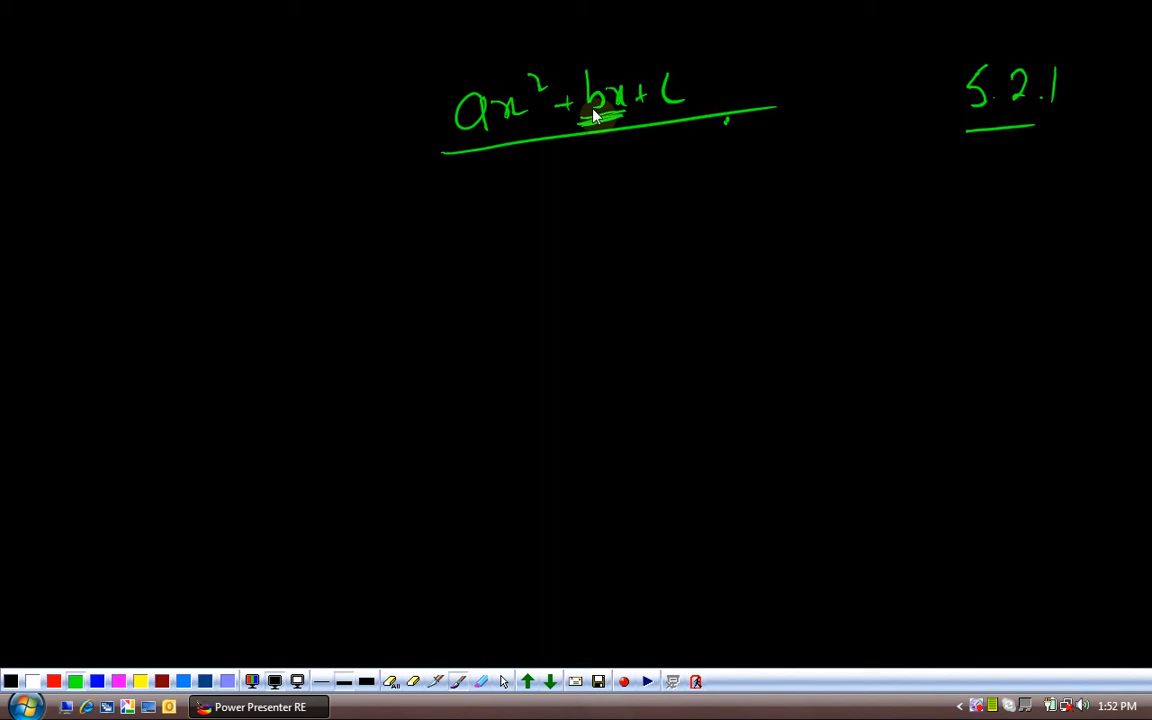 ax² + bx + c
5.2.1
Power Presenter RE
1:52 PM